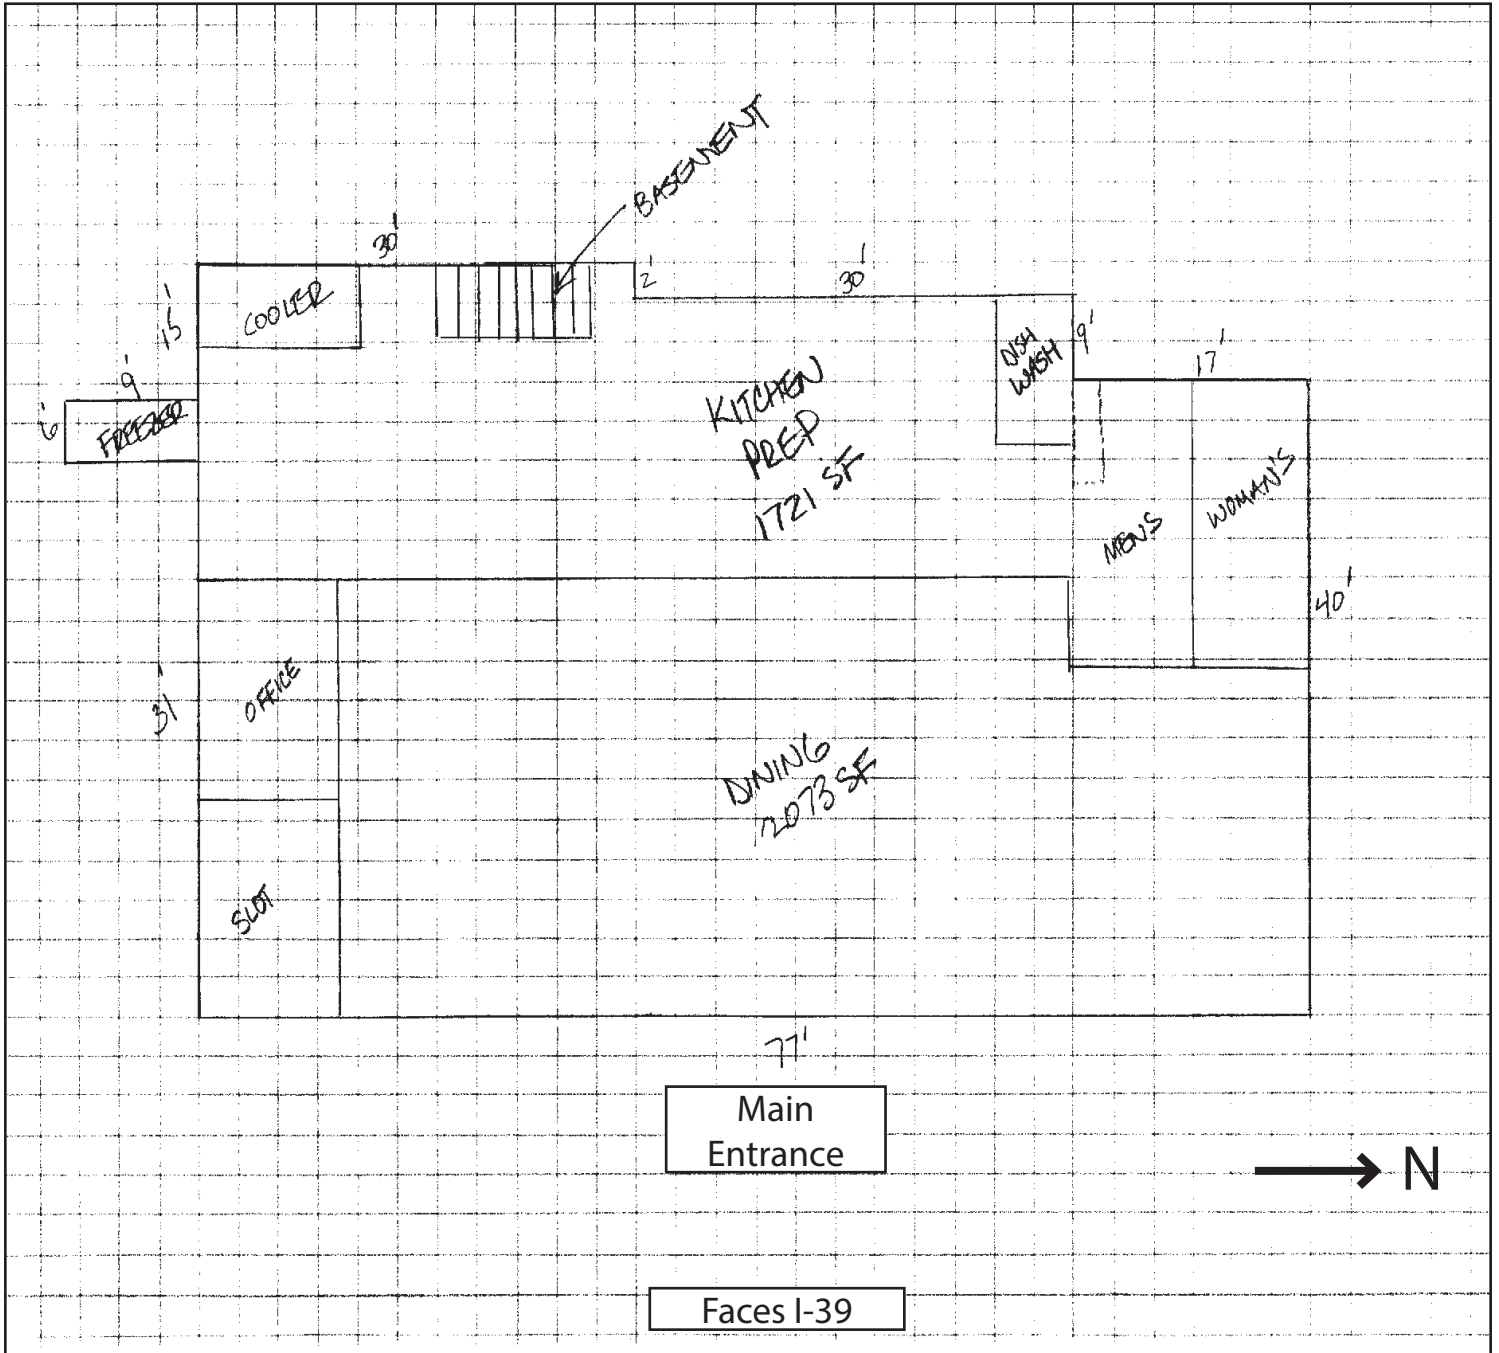 BASEMENT
30'
2'
30'
COOLER
15'
9'
6'
FREEZER
DISH
WASH
9'
17'
KITCHEN
PREP
1721 SF
MENS
WOMAN'S
40'
OFFICE
31'
DINING
2073 SF
SLOT
77'
Main
Entrance
N
Faces I-39